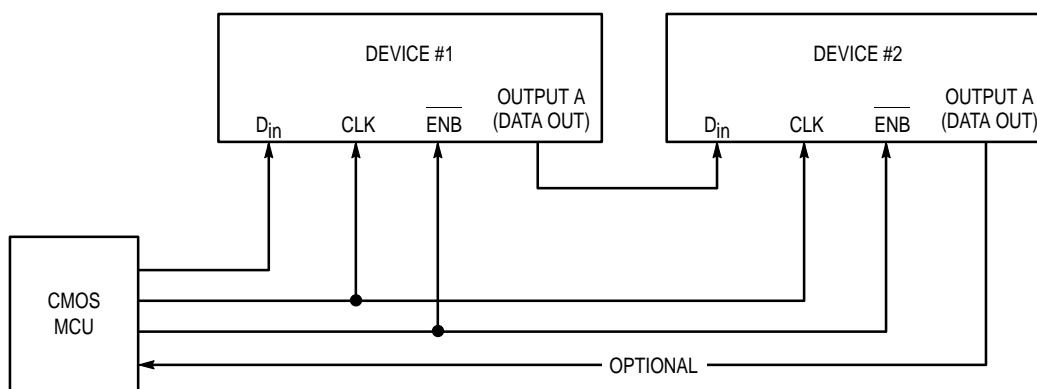 DEVICE #1
Din
CLK
ENB
OUTPUT A
(DATA OUT)
DEVICE #2
Din
CLK
ENB
OUTPUT A
(DATA OUT)
CMOS
MCU
OPTIONAL